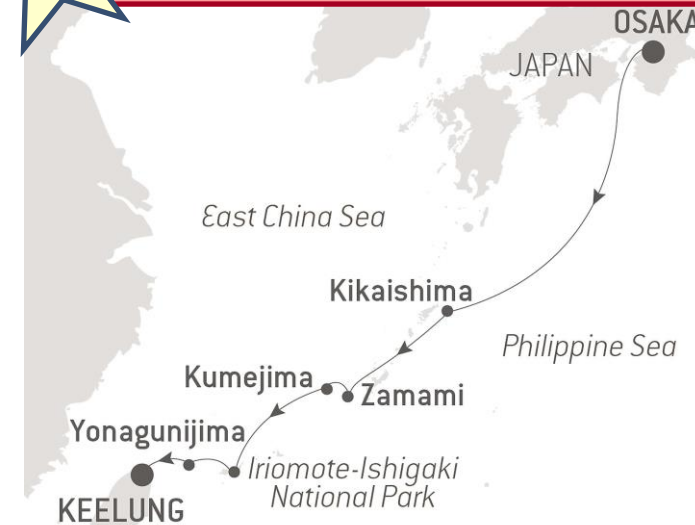 OSAKA
JAPAN
East China Sea
Kikaishima
Philippine Sea
Kumejima
Zamami
Yonagunijima
Iriomote-Ishigaki
National Park
KEELUNG